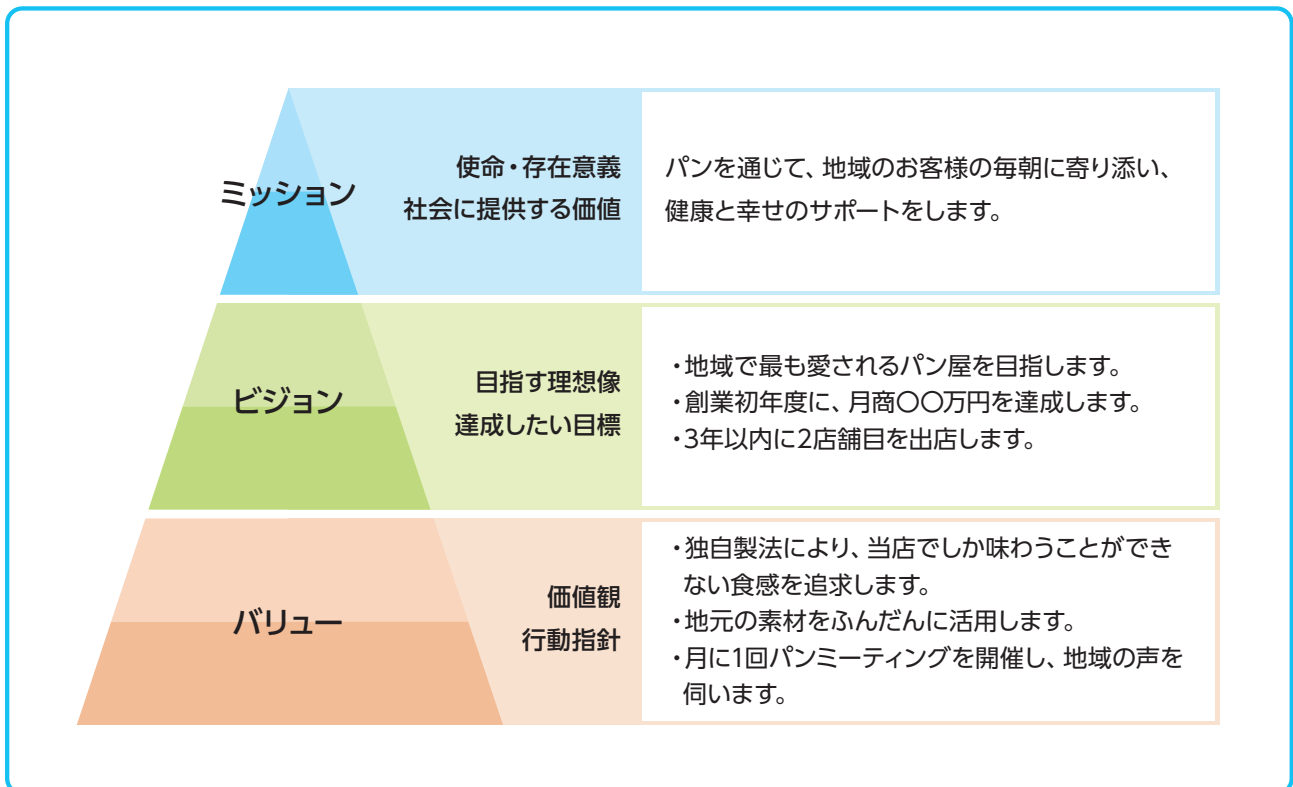 ミッション
使命・存在意義
社会に提供する価値
パンを通じて、地域のお客様の毎朝に寄り添い、
健康と幸せのサポートをします。
ビジョン
目指す理想像
達成したい目標
・地域で最も愛されるパン屋を目指します。
・創業初年度に、月商〇〇万円を達成します。
・3年以内に2店舗目を出店します。
バリュー
価値観
行動指針
・独自製法により、当店でしか味わうことができ
ない食感を追求します。
・地元の素材をふんだんに活用します。
・月に1回パンミーティングを開催し、地域の声を
伺います。